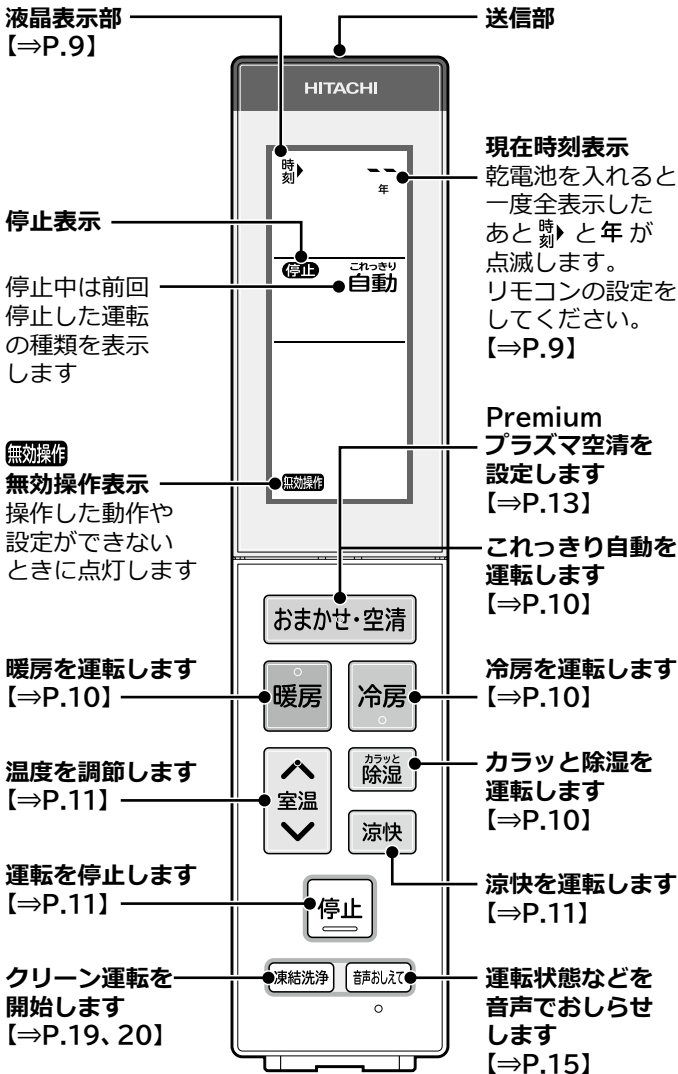 液晶表示部
【⇒P.9】
送信部
HITACHI
時刻
--
年
停止
これっきり
自動
無効操作
現在時刻表示
乾電池を入れると
一度全表示した
あと 時刻 と 年 が
点滅します。
リモコンの設定を
してください。
【⇒P.9】
停止表示
停止中は前回
停止した運転
の種類を表示
します
無効操作
無効操作表示
操作した動作や
設定ができない
ときに点灯します
Premium
プラズマ空清を
設定します
【⇒P.13】
これっきり自動を
運転します
【⇒P.10】
おまかせ・空清
暖房を運転します
【⇒P.10】
暖房
冷房
冷房を運転します
【⇒P.10】
温度を調節します
【⇒P.11】
室温
カラッと
除湿
カラッと除湿を
運転します
【⇒P.10】
涼快
涼快を運転します
【⇒P.11】
運転を停止します
【⇒P.11】
停止
クリーン運転を
開始します
【⇒P.19、20】
凍結洗浄
音声おしえて
運転状態などを
音声でおしらせ
します
【⇒P.15】